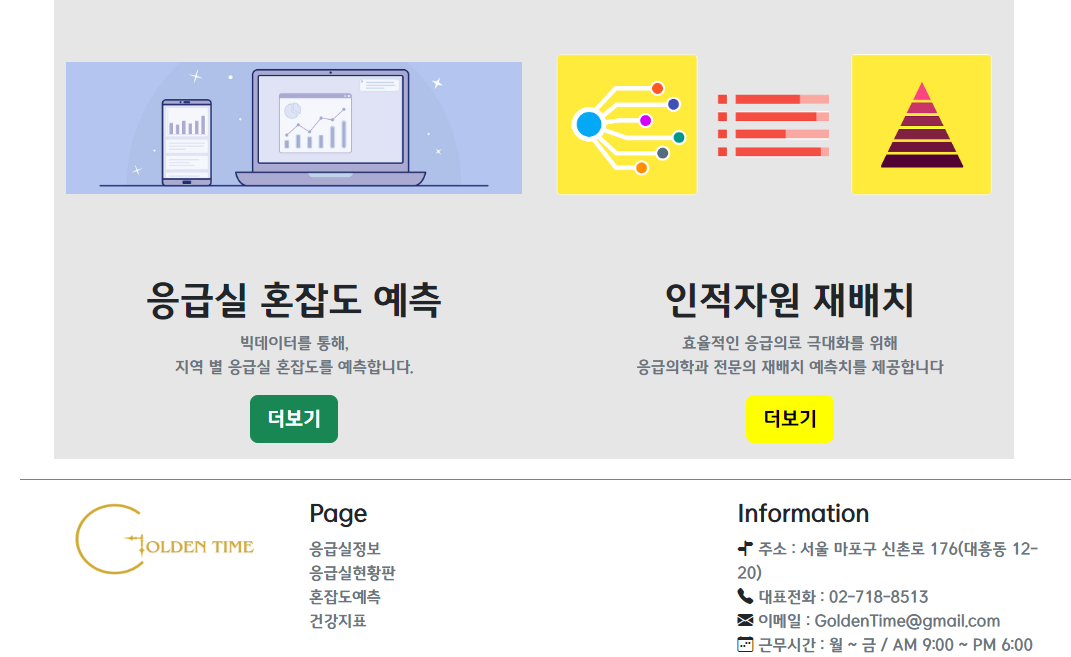 응급실 혼잡도 예측
빅데이터를 통해,
지역 별 응급실 혼잡도를 예측합니다.
더보기
인적자원 재배치
효율적인 응급의료 극대화를 위해
응급의학과 전문의 재배치 예측치를 제공합니다
더보기
GOLDEN TIME
Page
응급실정보
응급실현황판
혼잡도예측
건강지표
Information
주소 : 서울 마포구 신촌로 176(대흥동 12-
20)
대표전화 : 02-718-8513
이메일 : GoldenTime@gmail.com
근무시간 : 월 ~ 금 / AM 9:00 ~ PM 6:00